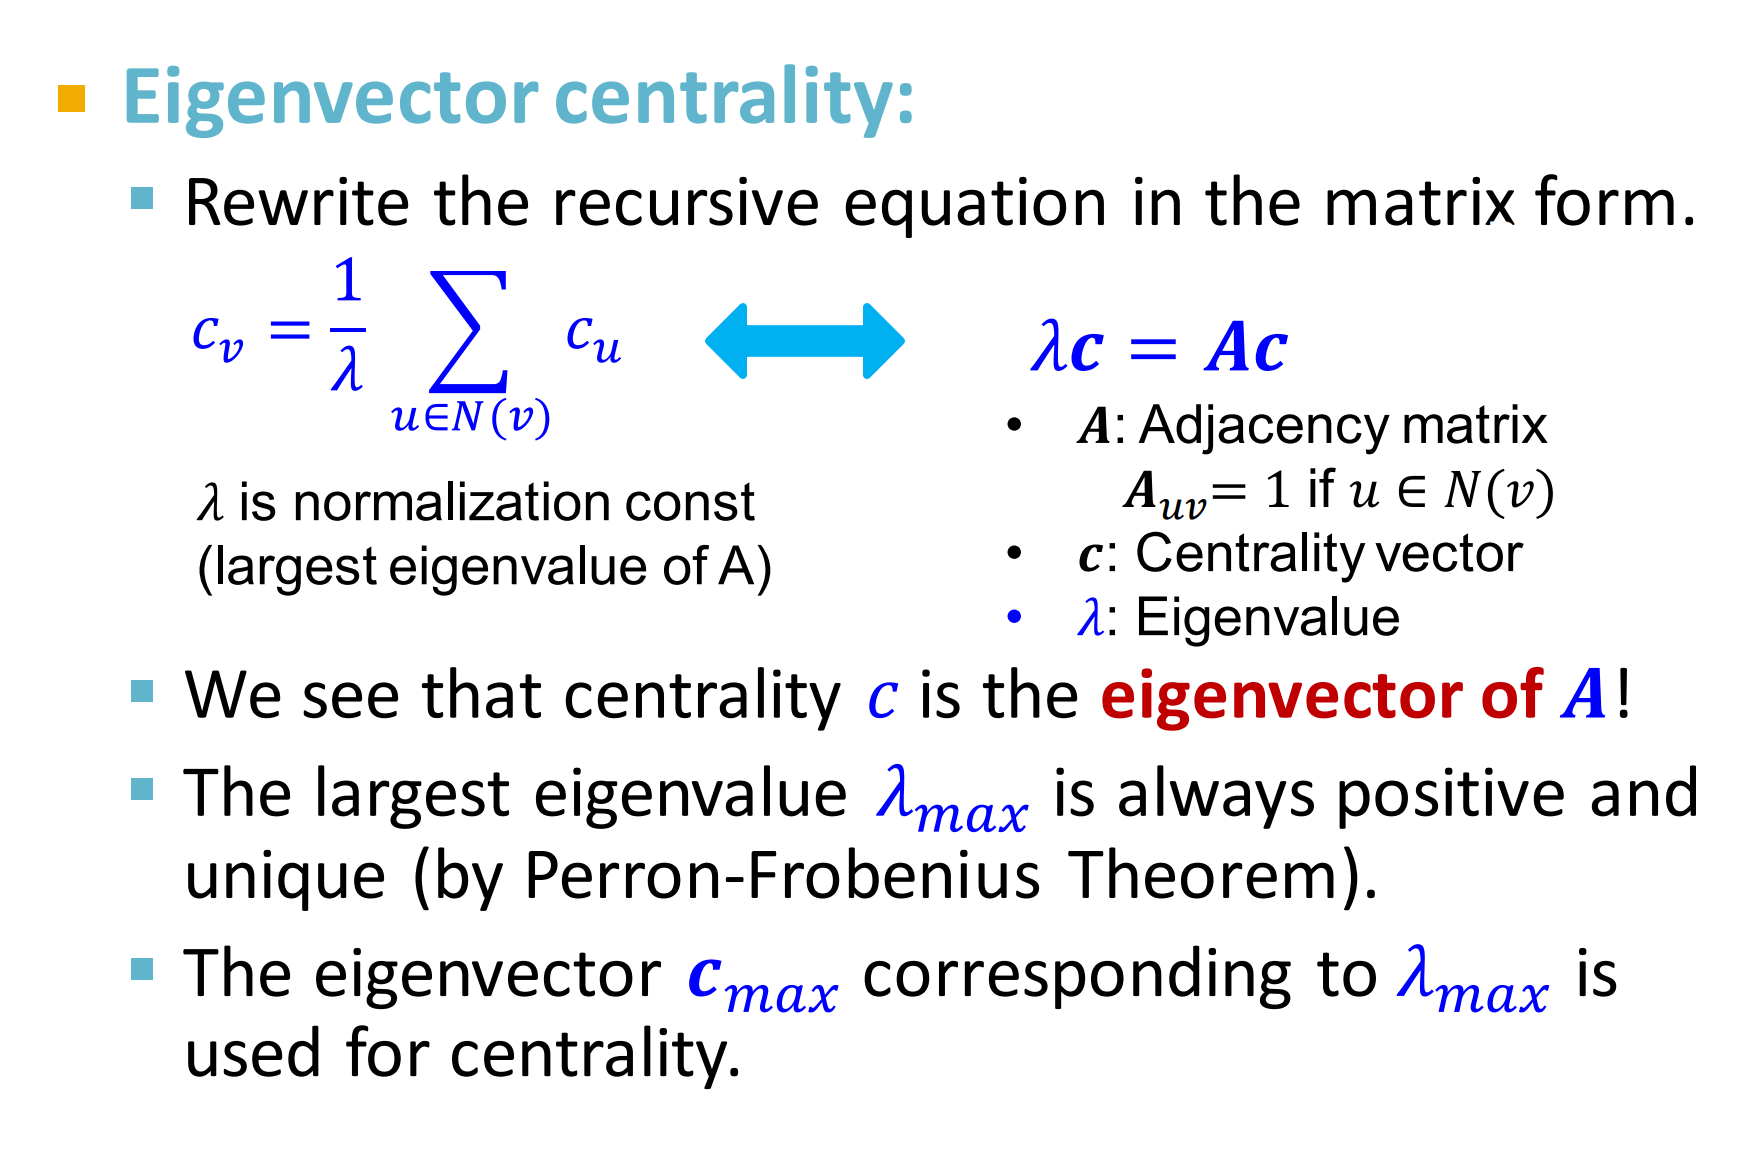 ▪ Eigenvector centrality:
▪ Rewrite the recursive equation in the matrix form.
$c_v = \frac{1}{\lambda} \sum_{u \in N(v)} c_u$ ⟷ $\lambda \boldsymbol{c} = \boldsymbol{A}\boldsymbol{c}$
λ is normalization const
(largest eigenvalue of A)
• $\boldsymbol{A}$: Adjacency matrix
$\boldsymbol{A}_{uv} = 1$ if $u \in N(v)$
• $\boldsymbol{c}$: Centrality vector
• λ: Eigenvalue
▪ We see that centrality $c$ is the eigenvector of $\boldsymbol{A}$!
▪ The largest eigenvalue $\lambda_{max}$ is always positive and
unique (by Perron-Frobenius Theorem).
▪ The eigenvector $\boldsymbol{c}_{max}$ corresponding to $\lambda_{max}$ is
used for centrality.